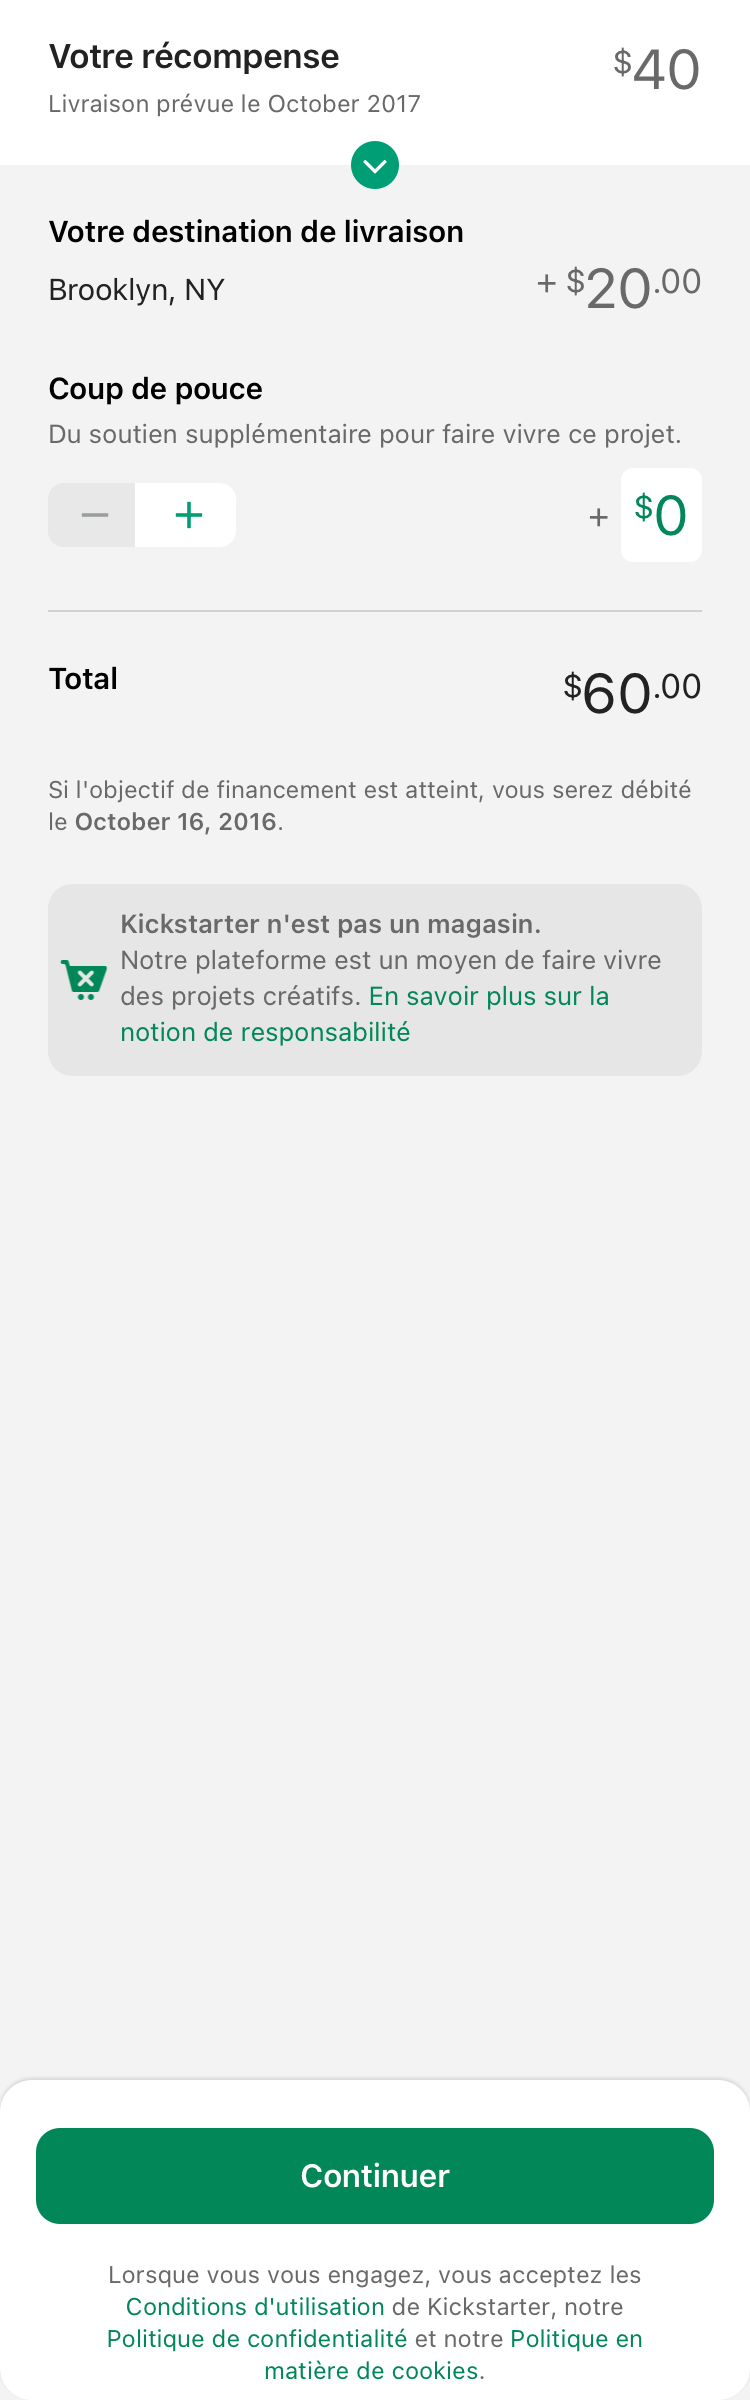 Votre récompense
$40
Livraison prévue le October 2017
Votre destination de livraison
Brooklyn, NY
+ $20.00
Coup de pouce
Du soutien supplémentaire pour faire vivre ce projet.
− +
+ $0
Total
$60.00
Si l'objectif de financement est atteint, vous serez débité
le October 16, 2016.
Kickstarter n'est pas un magasin.
Notre plateforme est un moyen de faire vivre
des projets créatifs. En savoir plus sur la
notion de responsabilité
Continuer
Lorsque vous vous engagez, vous acceptez les
Conditions d'utilisation de Kickstarter, notre
Politique de confidentialité et notre Politique en
matière de cookies.